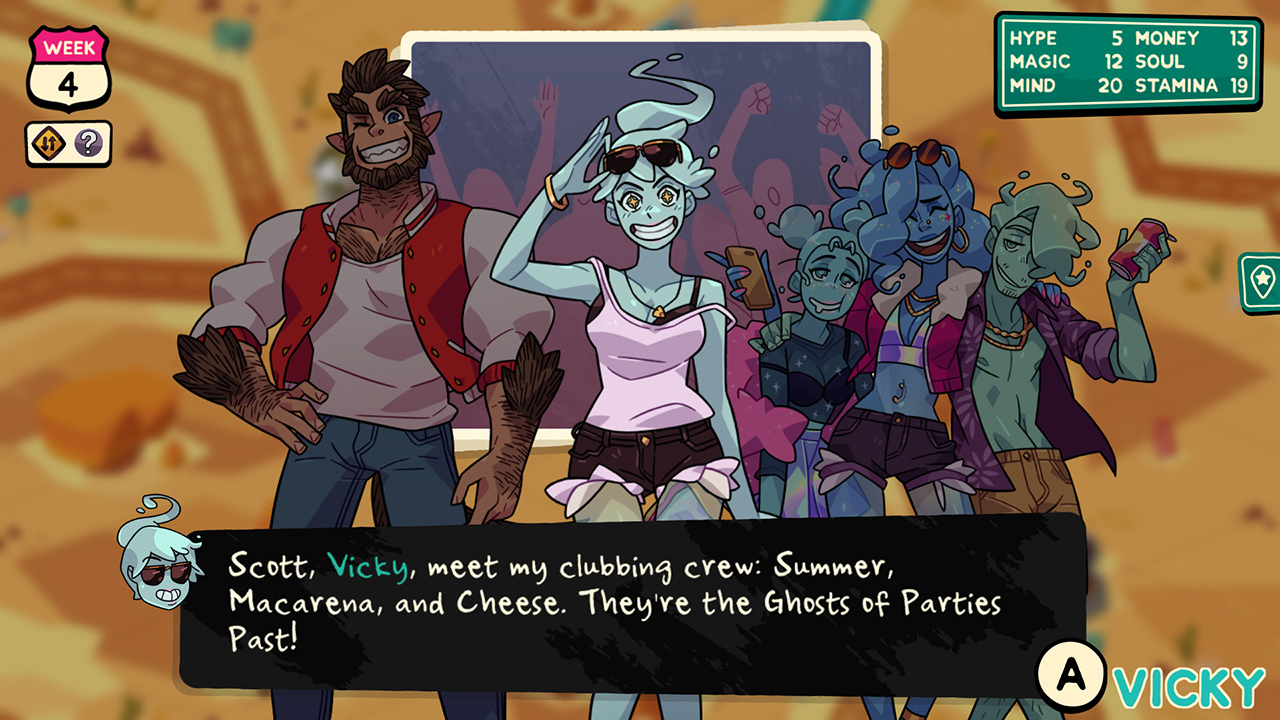 WEEK
4
?
HYPE 5 MONEY 13
MAGIC 12 SOUL 9
MIND 20 STAMINA 19
Scott, Vicky, meet my clubbing crew: Summer,
Macarena, and Cheese. They're the Ghosts of Parties
Past!
A VICKY